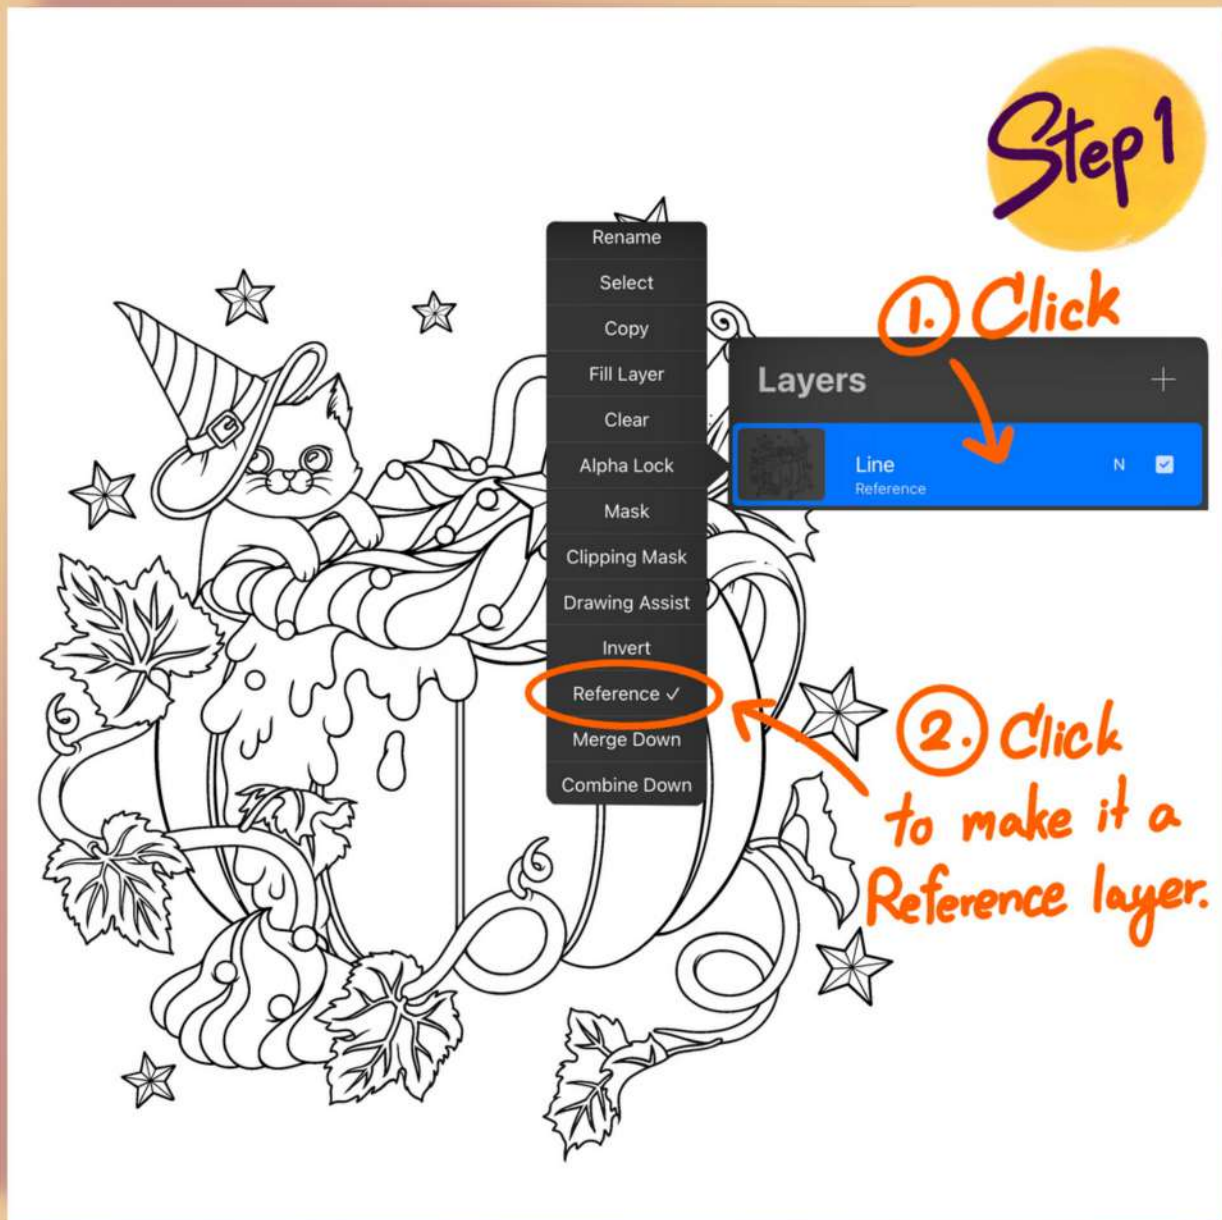 Step 1
1. Click
Layers
Line
N
Reference
Rename
Select
Copy
Fill Layer
Clear
Alpha Lock
Mask
Clipping Mask
Drawing Assist
Invert
Reference ✓
Merge Down
Combine Down
2. Click
to make it a
Reference layer.